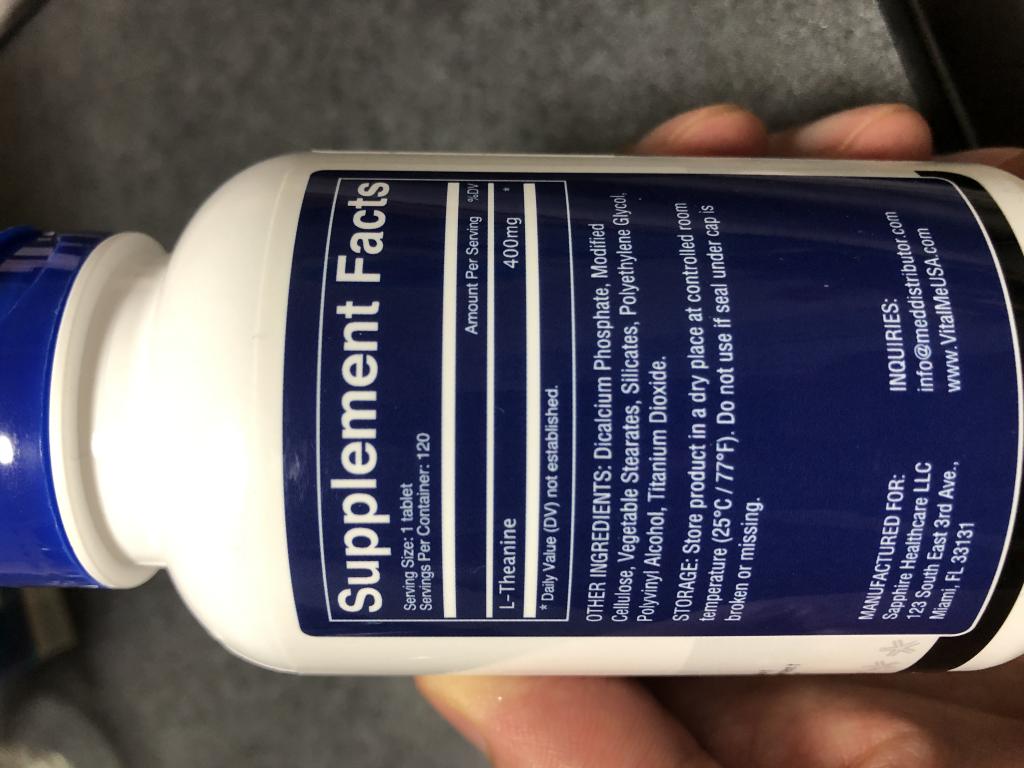 Supplement Facts
Serving Size: 1 tablet
Servings Per Container: 120
Amount Per Serving %DV
L-Theanine 400mg *
* Daily Value (DV) not established.
OTHER INGREDIENTS: Dicalcium Phosphate, Modified
Cellulose, Vegetable Stearates, Silicates, Polyethylene Glycol,
Polyvinyl Alcohol, Titanium Dioxide.
STORAGE: Store product in a dry place at controlled room
temperature (25°C / 77°F). Do not use if seal under cap is
broken or missing.
MANUFACTURED FOR:
Sapphire Healthcare LLC
123 South East 3rd Ave.,
Miami, FL 33131
INQUIRIES:
info@meddistributor.com
www.VitalMeUSA.com